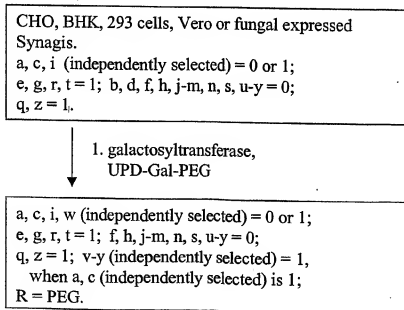 CHO, BHK, 293 cells, Vero or fungal expressed
Synagis.
a, c, i (independently selected) = 0 or 1;
e, g, r, t = 1; b, d, f, h, j-m, n, s, u-y = 0;
q, z = 1.
1. galactosyltransferase,
UPD-Gal-PEG
a, c, i, w (independently selected) = 0 or 1;
e, g, r, t = 1; f, h, j-m, n, s, u-y = 0;
q, z = 1; v-y (independently selected) = 1,
when a, c (independently selected) is 1;
R = PEG.